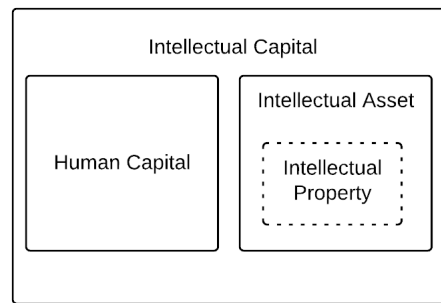 Intellectual Capital
Human Capital
Intellectual Asset
Intellectual
Property